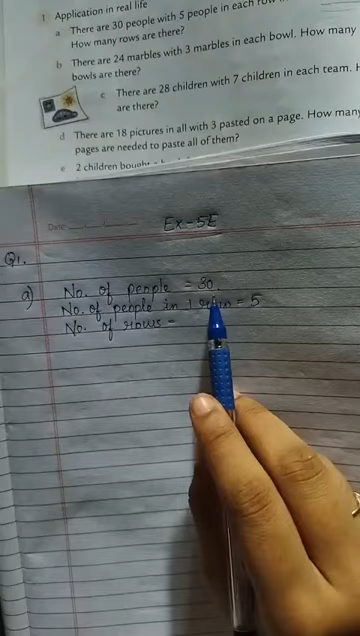 1 Application in real life
a There are 30 people with 5 people in each row
How many rows are there?
b There are 24 marbles with 3 marbles in each bowl. How many
bowls are there?
c There are 28 children with 7 children in each team.
are there?
d There are 18 pictures in all with 3 pasted on a page. How many
pages are needed to paste all of them?
e 2 children bought
Date
Ex-5E
Q1.
a) No. of people = 30
No. of people in 1 row = 5
No. of rows =